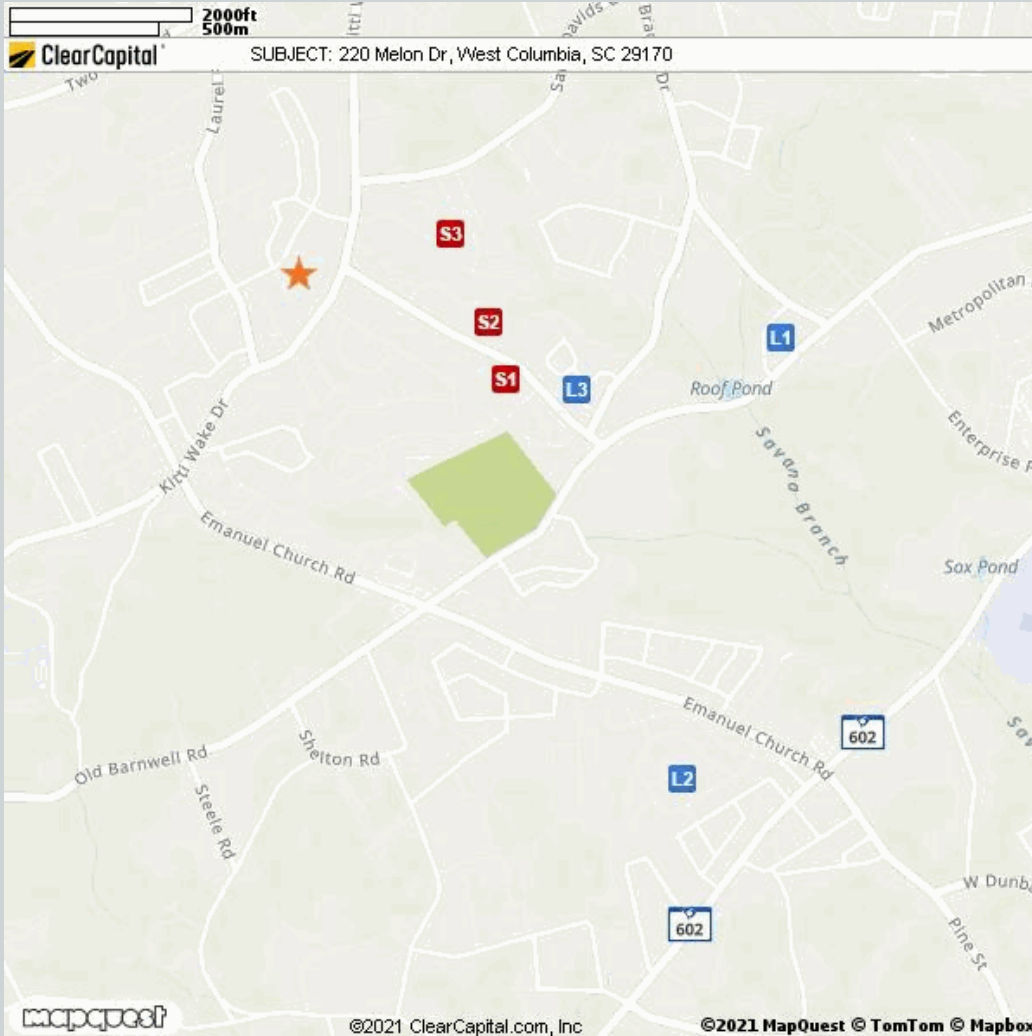 2000ft
500m
ClearCapital
SUBJECT: 220 Melon Dr, West Columbia, SC 29170
Two
Laurel
Dr
S3
S2
S1
L3
L1
Roof Pond
Metropolitan
Enterprise
Savana Branch
Kitti Wake Dr
Emanuel Church Rd
Sox Pond
Old Barnwell Rd
Shelton Rd
Steele Rd
Emanuel Church Rd
602
L2
602
W Dunba
Pine St
mapquest
©2021 ClearCapital.com, Inc
©2021 MapQuest © TomTom © Mapbox